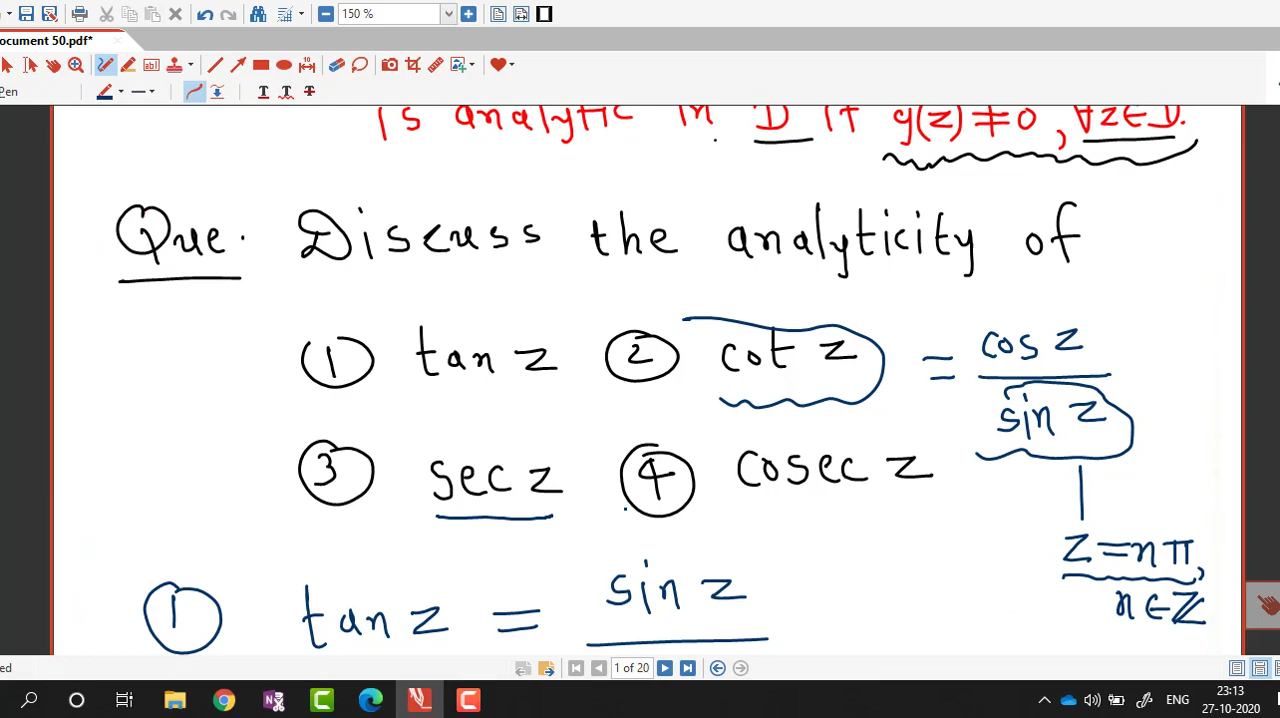 150 %
ocument 50.pdf*
Pen
is analytic in D if g(z) ≠ 0, ∀ z ∈ D.
Que. Discuss the analyticity of
① tan z ② cot z = cos z / sin z
③ sec z ④ cosec z
z = nπ,
n ∈ ℤ
① tan z = sin z
ed
1 of 20
ENG
23:13
27-10-2020